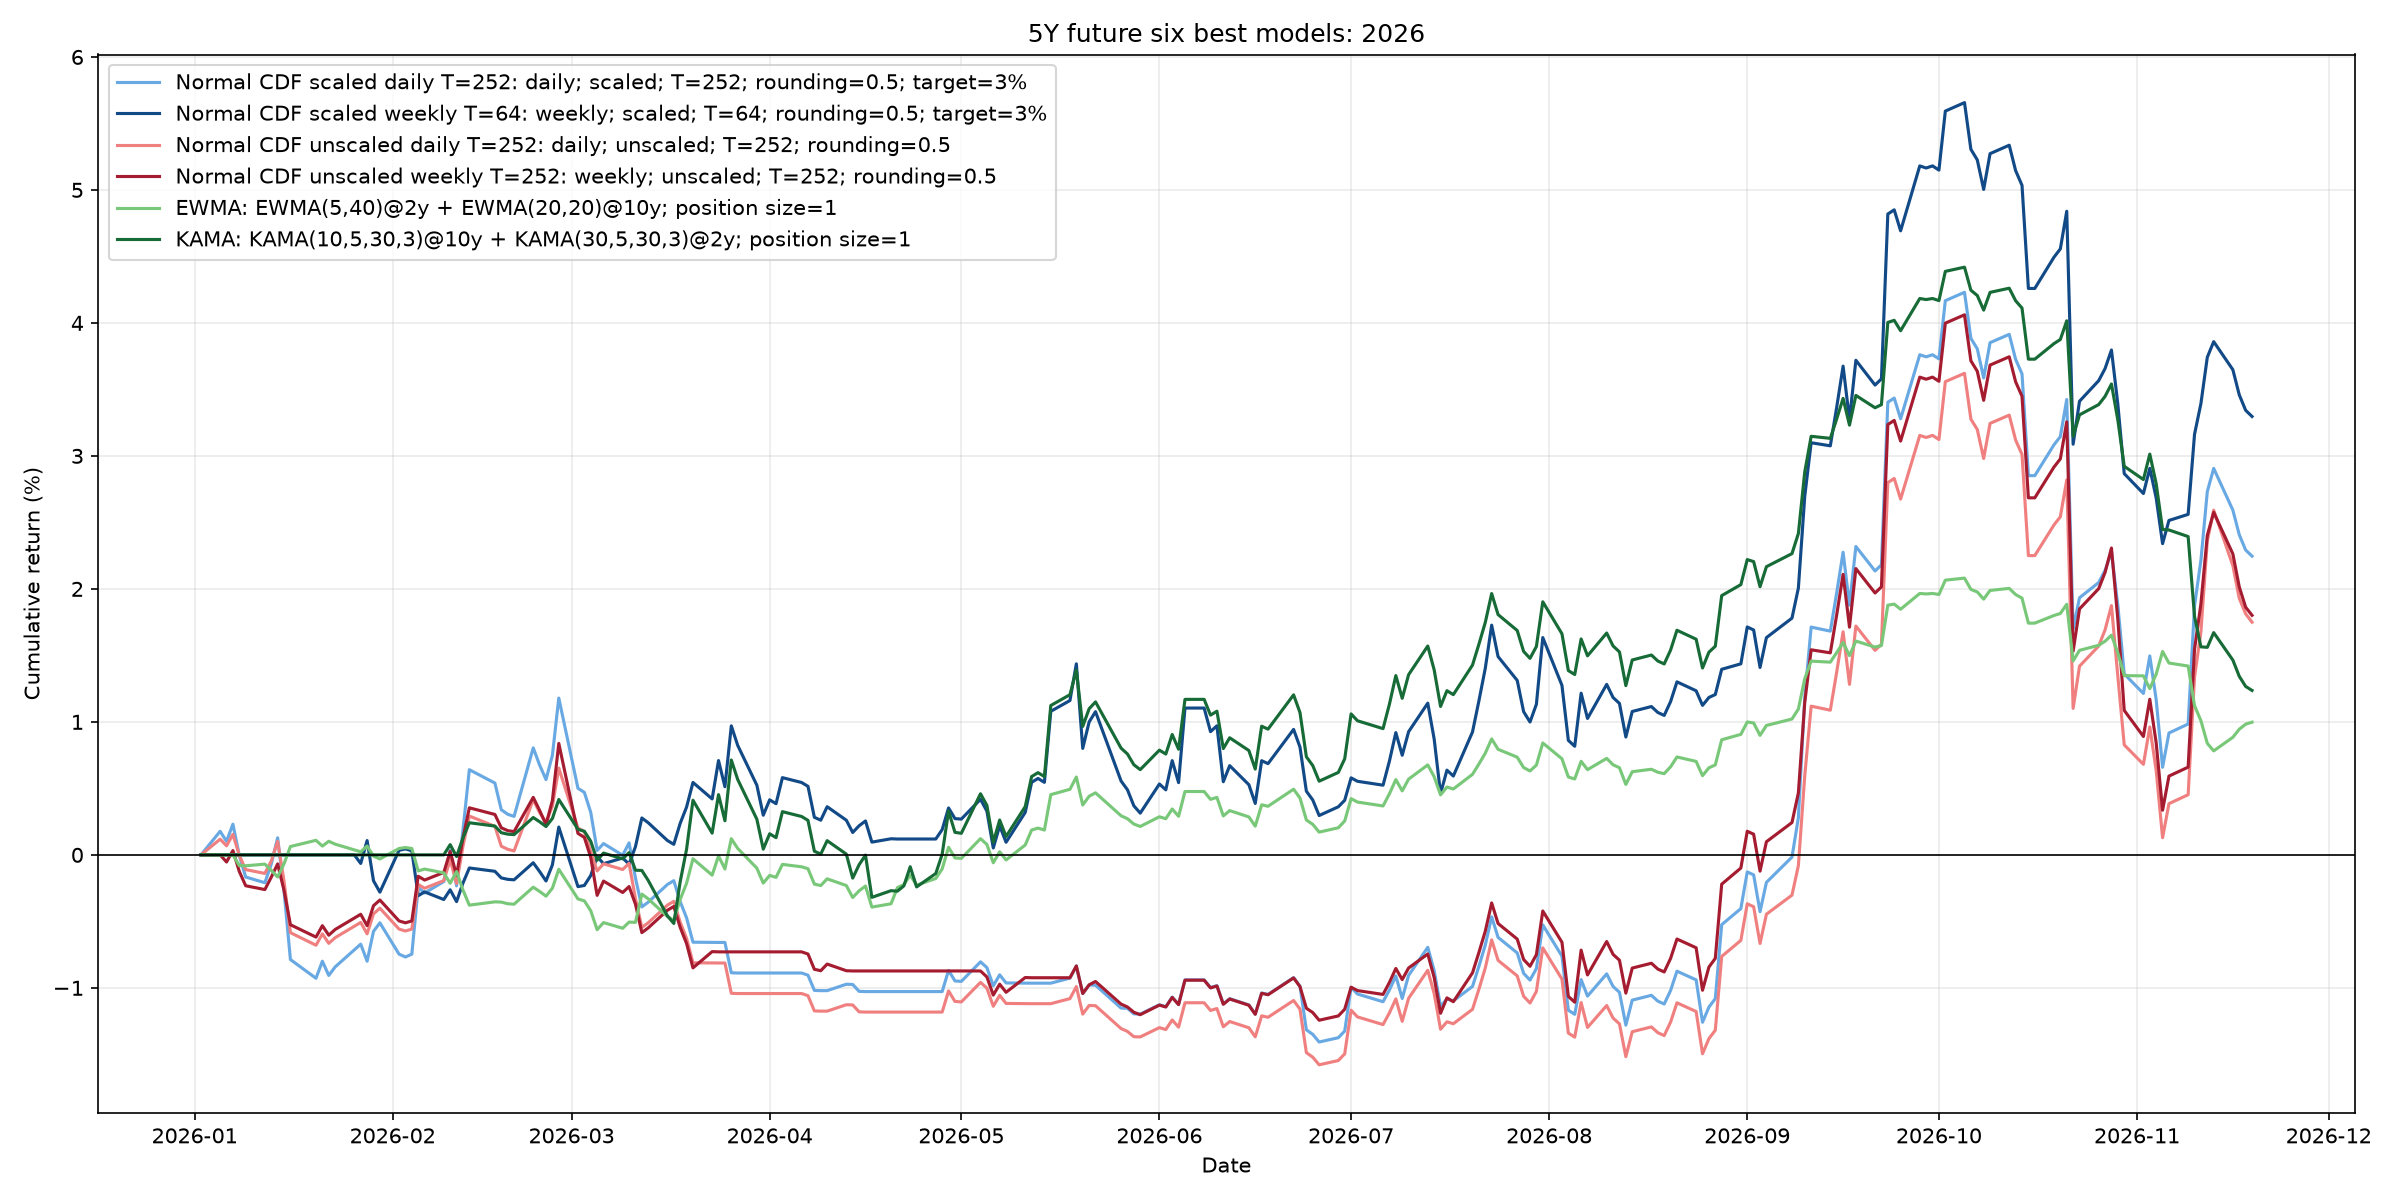 5Y future six best models: 2026
Normal CDF scaled daily T=252: daily; scaled; T=252; rounding=0.5; target=3%
Normal CDF scaled weekly T=64: weekly; scaled; T=64; rounding=0.5; target=3%
Normal CDF unscaled daily T=252: daily; unscaled; T=252; rounding=0.5
Normal CDF unscaled weekly T=252: weekly; unscaled; T=252; rounding=0.5
EWMA: EWMA(5,40)@2y + EWMA(20,20)@10y; position size=1
KAMA: KAMA(10,5,30,3)@10y + KAMA(30,5,30,3)@2y; position size=1
Cumulative return (%)
6
5
4
3
2
1
0
−1
2026-01 2026-02 2026-03 2026-04 2026-05 2026-06 2026-07 2026-08 2026-09 2026-10 2026-11 2026-12
Date